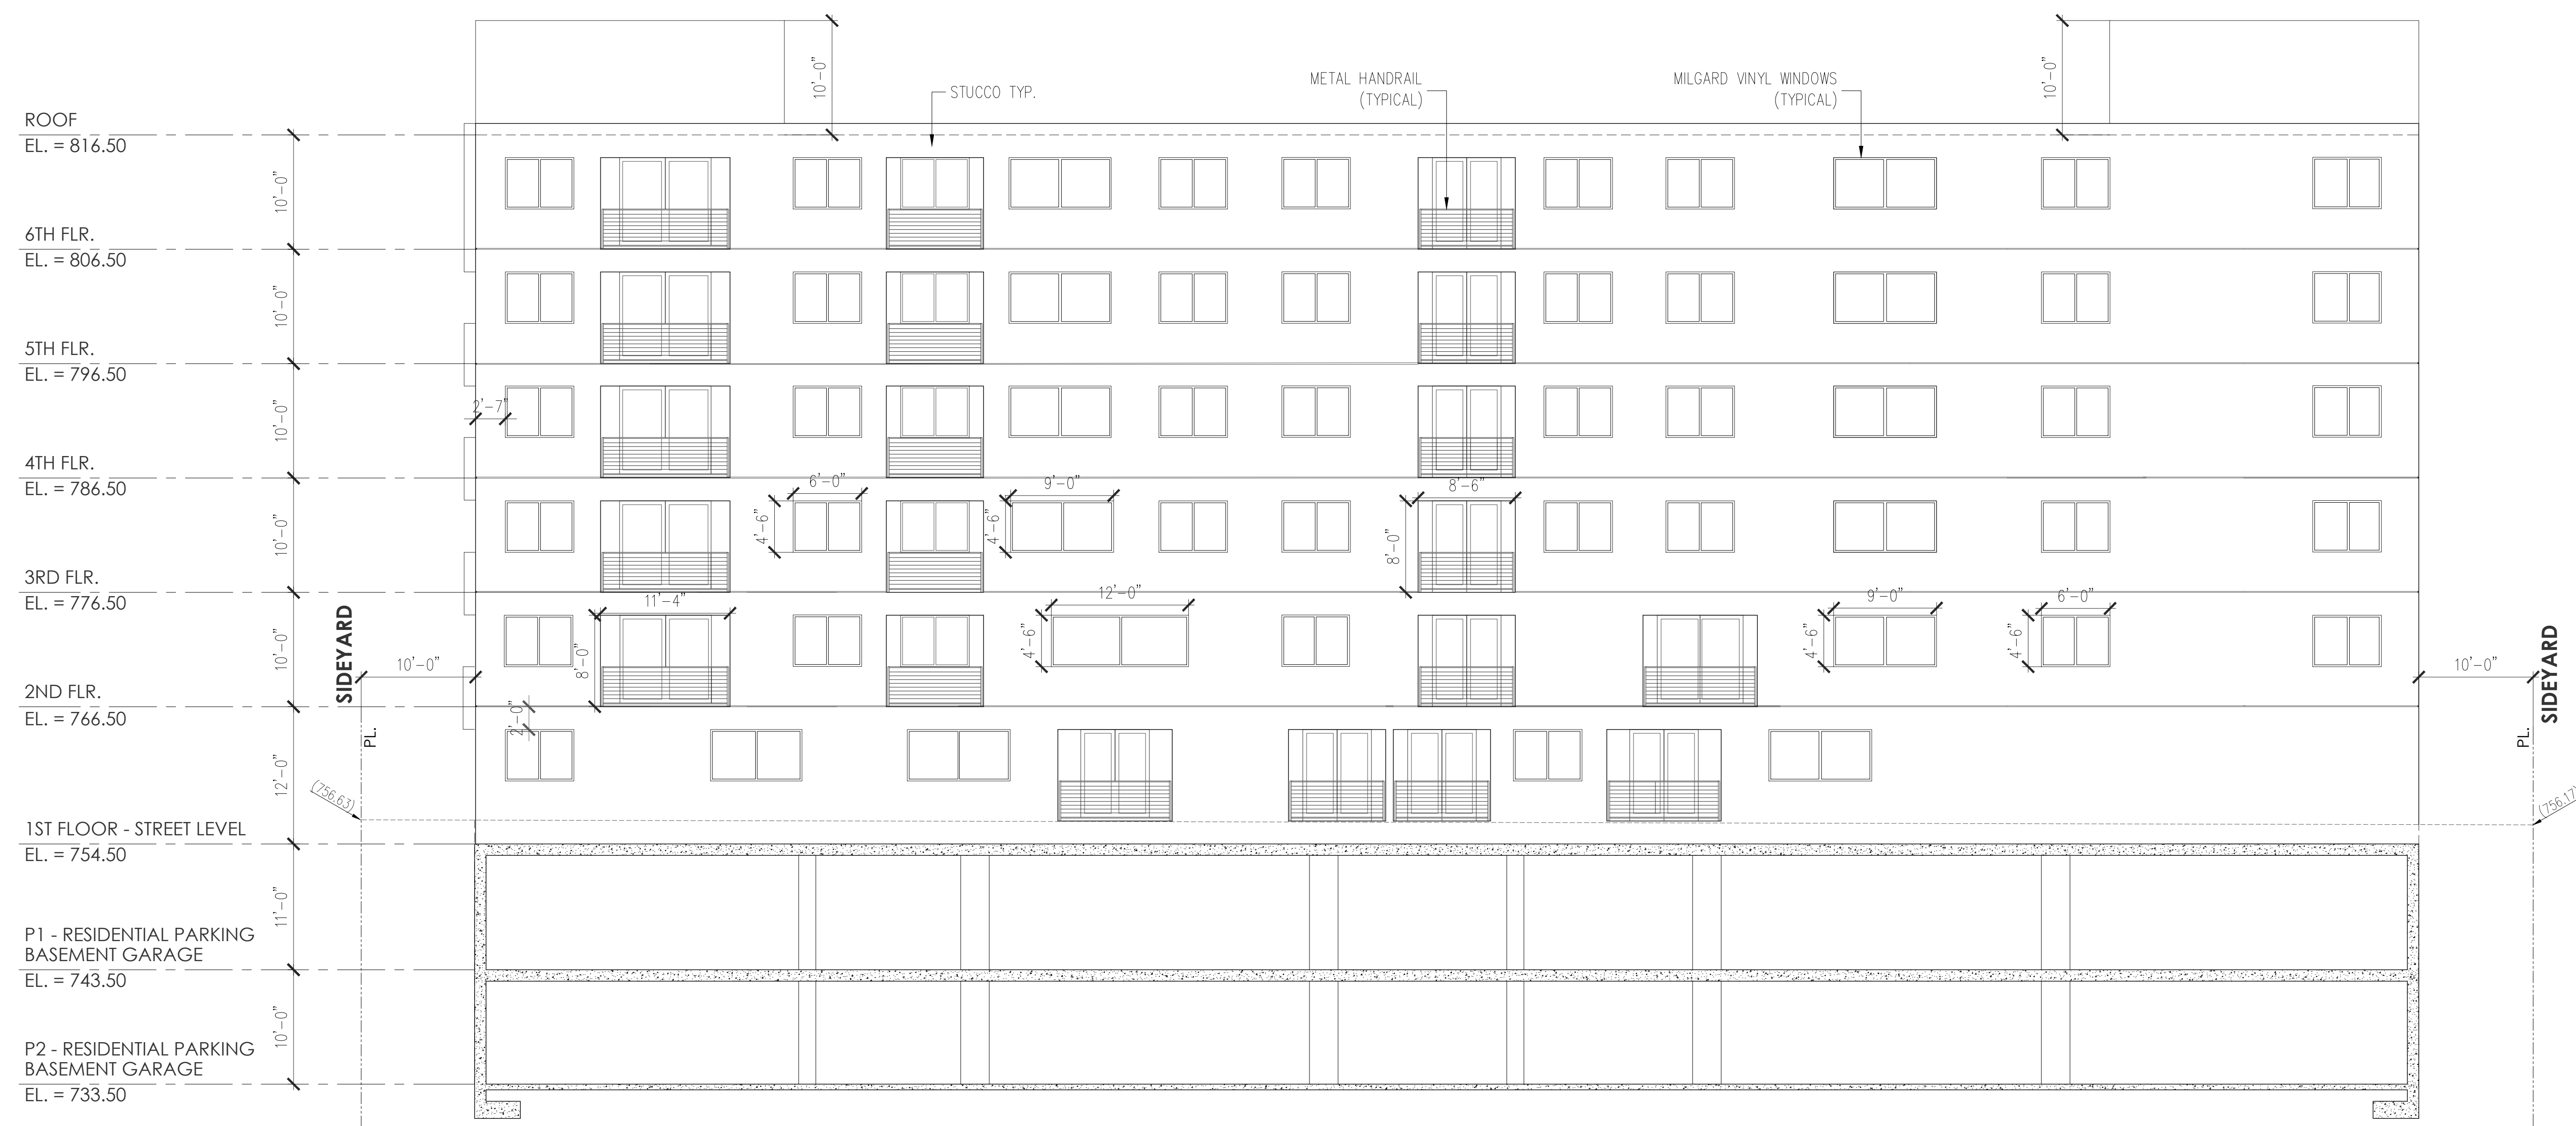 10'-0"
10'-0"
STUCCO TYP.
METAL HANDRAIL
(TYPICAL)
MILGARD VINYL WINDOWS
(TYPICAL)
ROOF
EL. = 816.50
10'-0"
6TH FLR.
EL. = 806.50
10'-0"
5TH FLR.
EL. = 796.50
2'-7"
10'-0"
4TH FLR.
EL. = 786.50
6'-0"
9'-0"
8'-6"
4'-6"
4'-6"
8'-0"
10'-0"
3RD FLR.
EL. = 776.50
11'-4"
12'-0"
9'-0"
6'-0"
8'-0"
4'-6"
4'-6"
4'-6"
10'-0"
SIDEYARD
10'-0"
10'-0"
SIDEYARD
2ND FLR.
EL. = 766.50
2'-0"
PL.
PL.
12'-0"
(756.63)
(756.17)
1ST FLOOR - STREET LEVEL
EL. = 754.50
11'-0"
P1 - RESIDENTIAL PARKING
BASEMENT GARAGE
EL. = 743.50
10'-0"
P2 - RESIDENTIAL PARKING
BASEMENT GARAGE
EL. = 733.50